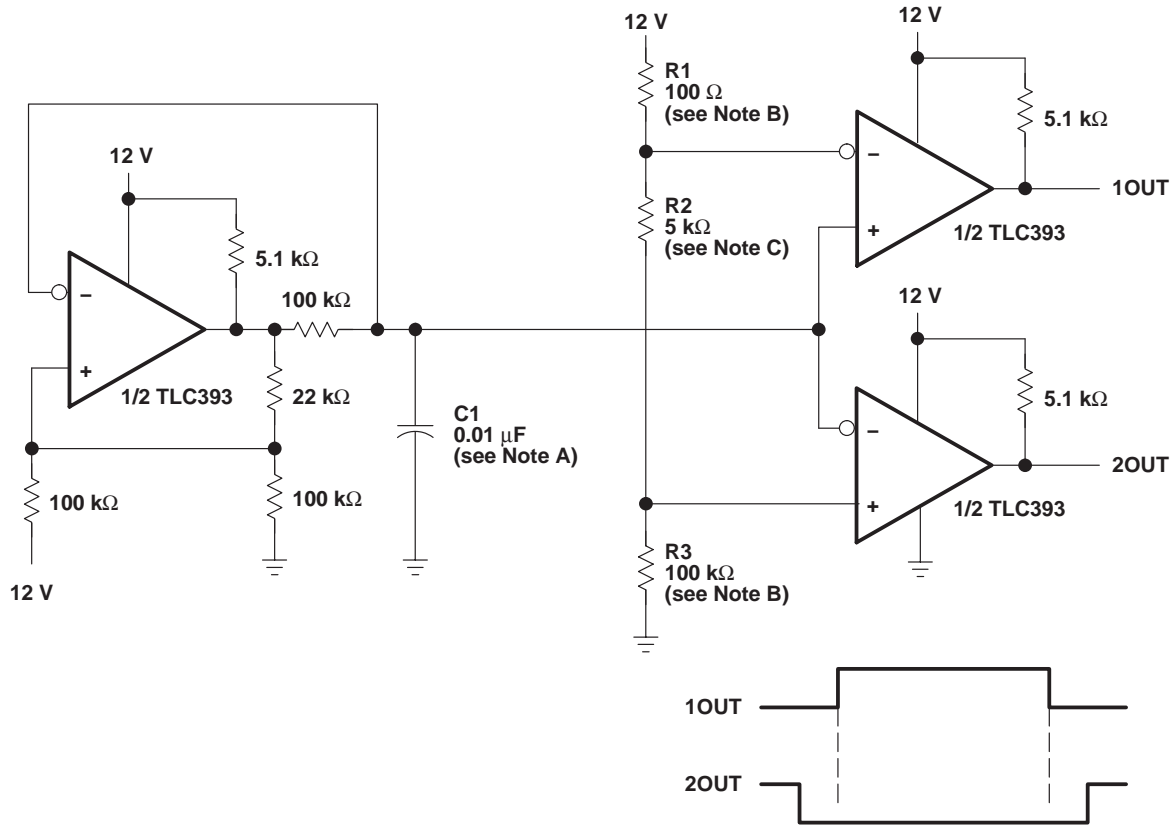 12 V
5.1 kΩ
100 kΩ
−
+
1/2 TLC393
22 kΩ
100 kΩ
100 kΩ
12 V
C1
0.01 μF
(see Note A)
12 V
R1
100 Ω
(see Note B)
R2
5 kΩ
(see Note C)
R3
100 kΩ
(see Note B)
12 V
5.1 kΩ
−
+
1OUT
1/2 TLC393
12 V
5.1 kΩ
−
+
2OUT
1/2 TLC393
1OUT
2OUT